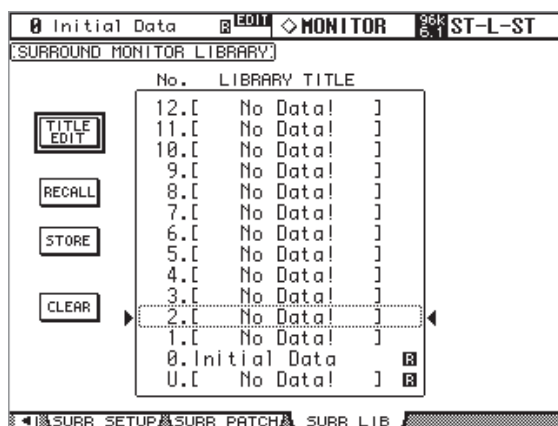 0 Initial Data R EDIT ◇MONITOR 96k 6.1 ST-L-ST
SURROUND MONITOR LIBRARY
No. LIBRARY TITLE
12.[ No Data! ]
TITLE EDIT
11.[ No Data! ]
10.[ No Data! ]
9.[ No Data! ]
RECALL
8.[ No Data! ]
7.[ No Data! ]
6.[ No Data! ]
STORE
5.[ No Data! ]
4.[ No Data! ]
3.[ No Data! ]
CLEAR
2.[ No Data! ]
1.[ No Data! ]
0.Initial Data R
U.[ No Data! ] R
SURR SETUP SURR PATCH SURR LIB